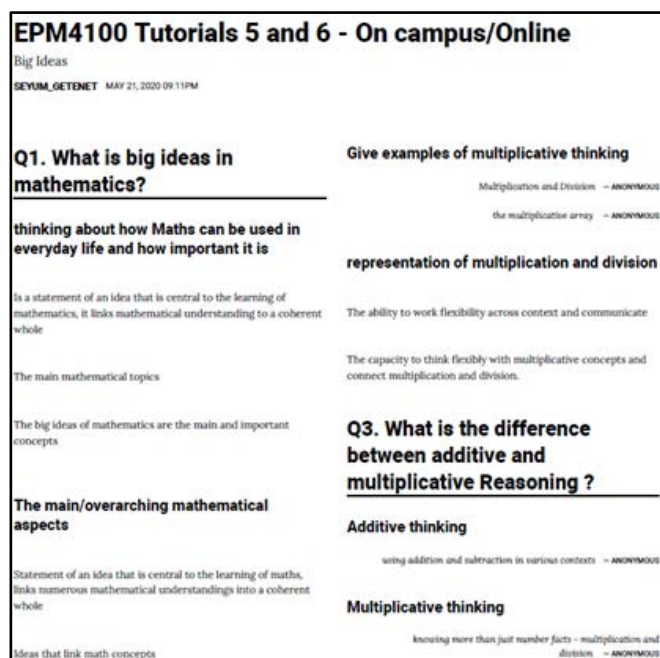 EPM4100 Tutorials 5 and 6 - On campus/Online
Big Ideas
SEYUM_GETENET MAY 21, 2020 09:11PM
Q1. What is big ideas in
mathematics?
thinking about how Maths can be used in
everyday life and how important it is
Is a statement of an idea that is central to the learning of
mathematics, it links mathematical understanding to a coherent
whole
The main mathematical topics
The big ideas of mathematics are the main and important
concepts
The main/overarching mathematical
aspects
Statement of an idea that is central to the learning of maths,
links numerous mathematical understandings into a coherent
whole
Ideas that link math concepts
Give examples of multiplicative thinking
Multiplication and Division — ANONYMOUS
the multiplicative array — ANONYMOUS
representation of multiplication and division
The ability to work flexibility across context and communicate
The capacity to think flexibly with multiplicative concepts and
connect multiplication and division.
Q3. What is the difference
between additive and
multiplicative Reasoning ?
Additive thinking
using addition and subtraction in various contexts — ANONYMOUS
Multiplicative thinking
knowing more than just number facts - multiplication and
division — ANONYMOUS